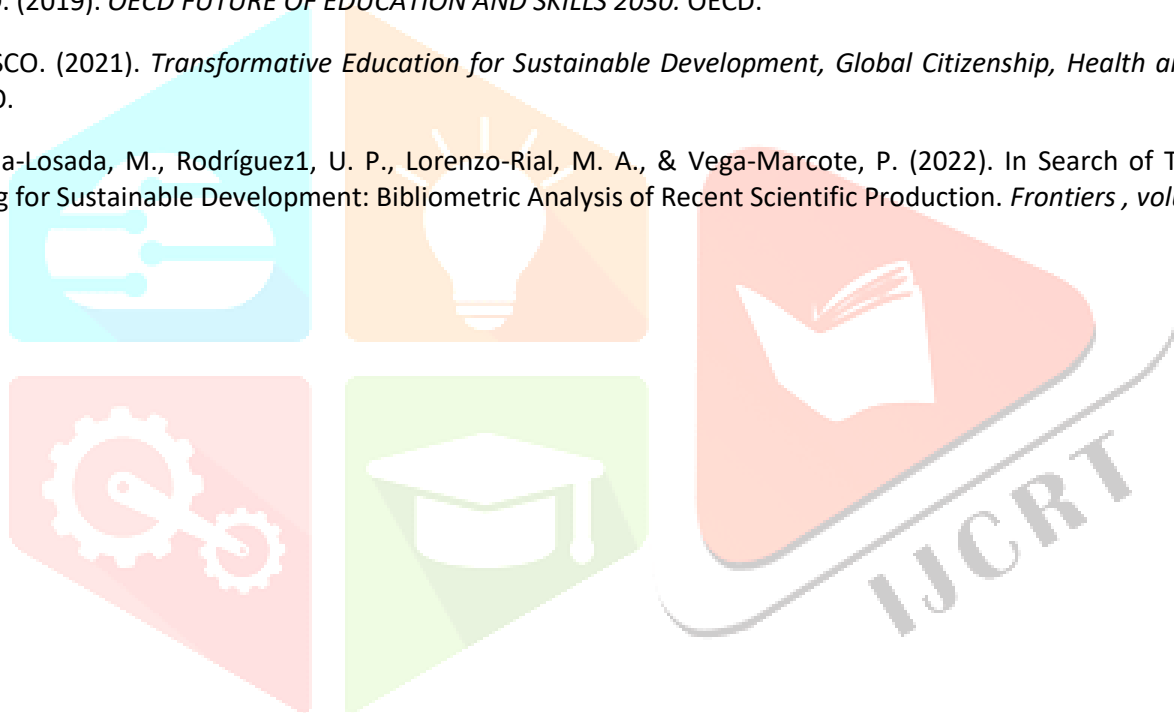 . (2019). OECD FUTURE OF EDUCATION AND SKILLS 2030. OECD.
SCO. (2021). Transformative Education for Sustainable Development, Global Citizenship, Health a
.
a-Losada, M., Rodríguez1, U. P., Lorenzo-Rial, M. A., & Vega-Marcote, P. (2022). In Search of T
g for Sustainable Development: Bibliometric Analysis of Recent Scientific Production. Frontiers , vol
IJCRT